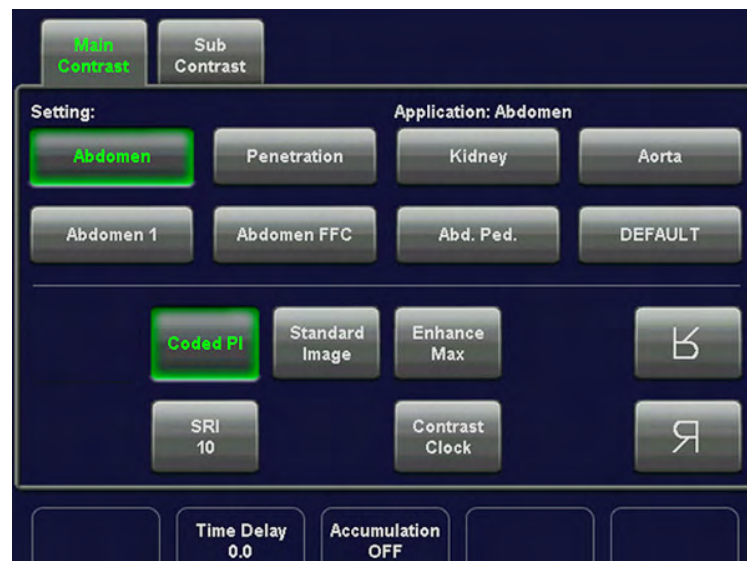 Main
Contrast
Sub
Contrast
Setting:
Application: Abdomen
Abdomen
Penetration
Kidney
Aorta
Abdomen 1
Abdomen FFC
Abd. Ped.
DEFAULT
Coded PI
Standard
Image
Enhance
Max
R
SRI
10
Contrast
Clock
Я
Time Delay
0.0
Accumulation
OFF